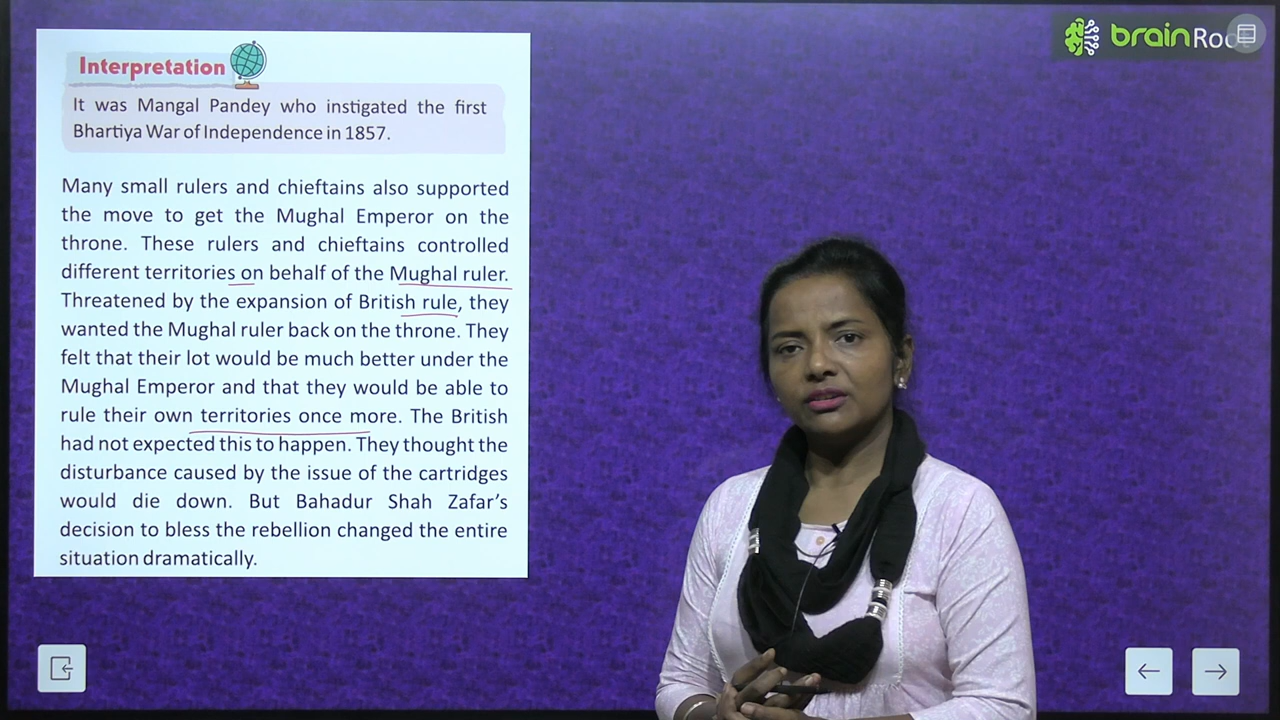 brainRoot
Interpretation
It was Mangal Pandey who instigated the first
Bhartiya War of Independence in 1857.
Many small rulers and chieftains also supported
the move to get the Mughal Emperor on the
throne. These rulers and chieftains controlled
different territories on behalf of the Mughal ruler.
Threatened by the expansion of British rule, they
wanted the Mughal ruler back on the throne. They
felt that their lot would be much better under the
Mughal Emperor and that they would be able to
rule their own territories once more. The British
had not expected this to happen. They thought the
disturbance caused by the issue of the cartridges
would die down. But Bahadur Shah Zafar’s
decision to bless the rebellion changed the entire
situation dramatically.